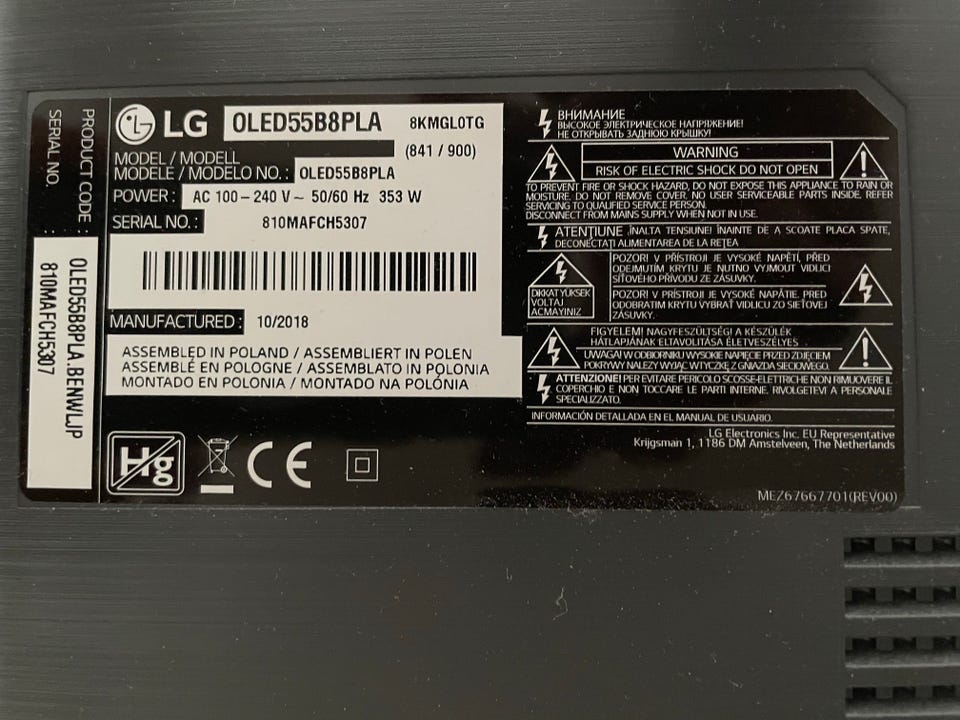 PRODUCT CODE :
SERIAL NO. :
OLED55B8PLA.BENWLJP
810MAFCH5307
LG OLED55B8PLA 8KMGL0TG
(841 / 900)
MODEL / MODELL
MODELE / MODELO NO. : OLED55B8PLA
POWER : AC 100 – 240 V ~ 50/60 Hz 353 W
SERIAL NO. : 810MAFCH5307
MANUFACTURED : 10/2018
ASSEMBLED IN POLAND / ASSEMBLIERT IN POLEN
ASSEMBLÉ EN POLOGNE / ASSEMBLATO IN POLONIA
MONTADO EN POLONIA / MONTADO NA POLÓNIA
Hg
CE
ВНИМАНИЕ
ВЫСОКОЕ ЭЛЕКТРИЧЕСКОЕ НАПРЯЖЕНИЕ!
НЕ ОТКРЫВАТЬ ЗАДНЮЮ КРЫШКУ!
WARNING
RISK OF ELECTRIC SHOCK DO NOT OPEN
TO PREVENT FIRE OR SHOCK HAZARD, DO NOT EXPOSE THIS APPLIANCE TO RAIN OR
MOISTURE. DO NOT REMOVE COVER. NO USER SERVICEABLE PARTS INSIDE. REFER
SERVICING TO QUALIFIED SERVICE PERSON.
DISCONNECT FROM MAINS SUPPLY WHEN NOT IN USE.
ATENŢIUNE ÎNALTA TENSIUNE! ÎNAINTE DE A SCOATE PLACA SPATE,
DECONECTAŢI ALIMENTAREA DE LA REŢEA
DIKKAT YUKSEK
VOLTAJ
ACMAYINIZ
POZOR! V PŘÍSTROJI JE VYSOKÉ NAPĚTÍ, PŘED
ODEJMUTÍM KRYTU JE NUTNO VYJMOUT VIDLICI
SÍŤOVÉHO PŘÍVODU ZE ZÁSUVKY.
POZOR! V PRÍSTROJI JE VYSOKÉ NAPÄTIE. PRED
ODOBRATIM KRYTU VYBRAŤ VIDLICU ZO SIEŤOVEJ
ZÁSUVKY.
FIGYELEM! NAGYFESZÜLTSÉG! A KÉSZÜLÉK
HÁTLAPJÁNAK ELTAVOLÍTÁSA ÉLETVESZÉLYES
UWAGA! W ODBIORNIKU WYSOKIE NAPIĘCIE PRZED ZDJĘCIEM
POKRYWY NALEŻY WYJĄĆ WTYCZKĘ Z GNIAZDA SIECIOWEGO.
ATTENZIONE! PER EVITARE PERICOLO SCOSSE-ELETTRICHE NON RIMUOVERE IL
COPERCHIO E NON TOCCARE LE PARTI INTERNE. RIVOLGETEVI A PERSONALE
SPECIALIZZATO.
INFORMACIÓN DETALLADA EN EL MANUAL DE USUARIO.
LG Electronics Inc. EU Representative
Krijgsman 1, 1186 DM Amstelveen, The Netherlands
MEZ67667701(REV00)